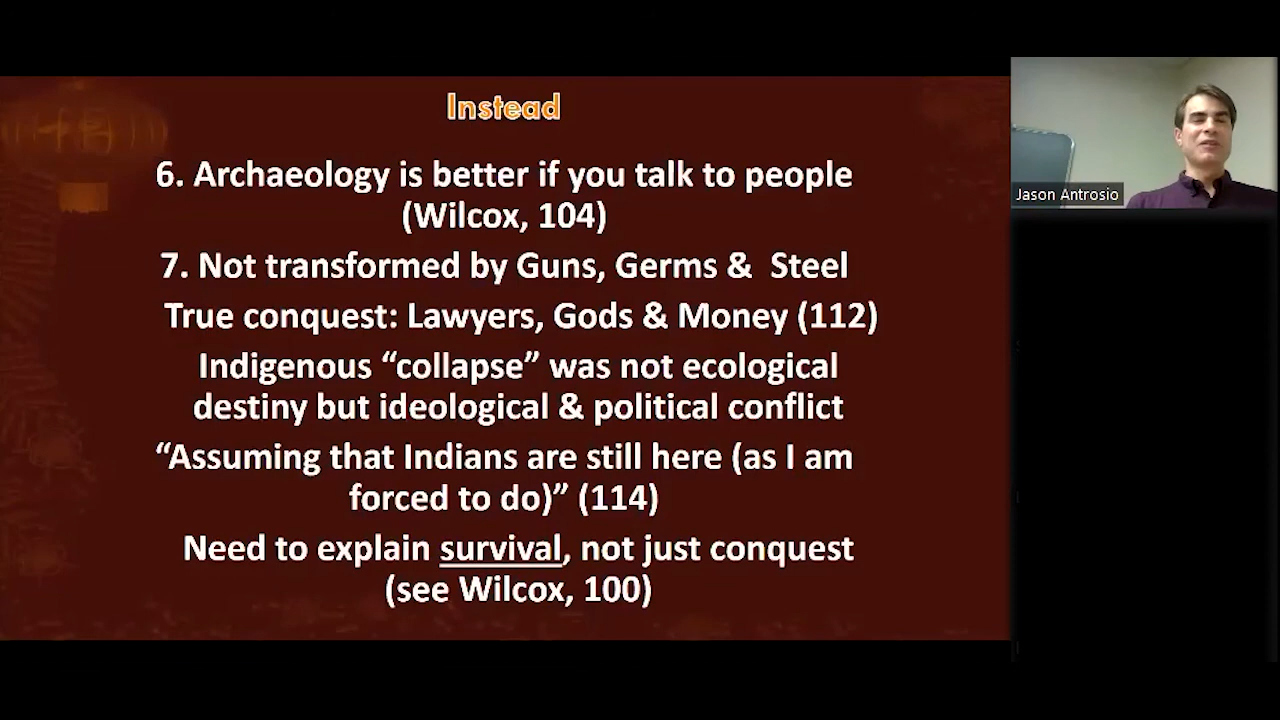 Instead
6. Archaeology is better if you talk to people
(Wilcox, 104)
7. Not transformed by Guns, Germs & Steel
True conquest: Lawyers, Gods & Money (112)
Indigenous “collapse” was not ecological
destiny but ideological & political conflict
“Assuming that Indians are still here (as I am
forced to do)” (114)
Need to explain survival, not just conquest
(see Wilcox, 100)
Jason Antrosio